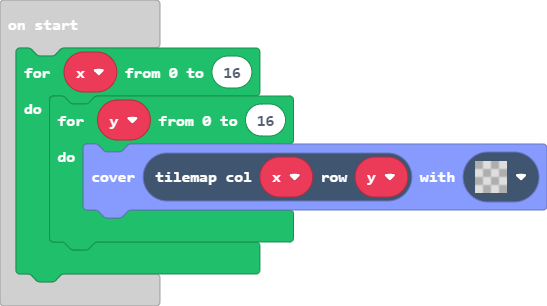 on start
for x from 0 to 16
do
for y from 0 to 16
do
cover tilemap col x row y with